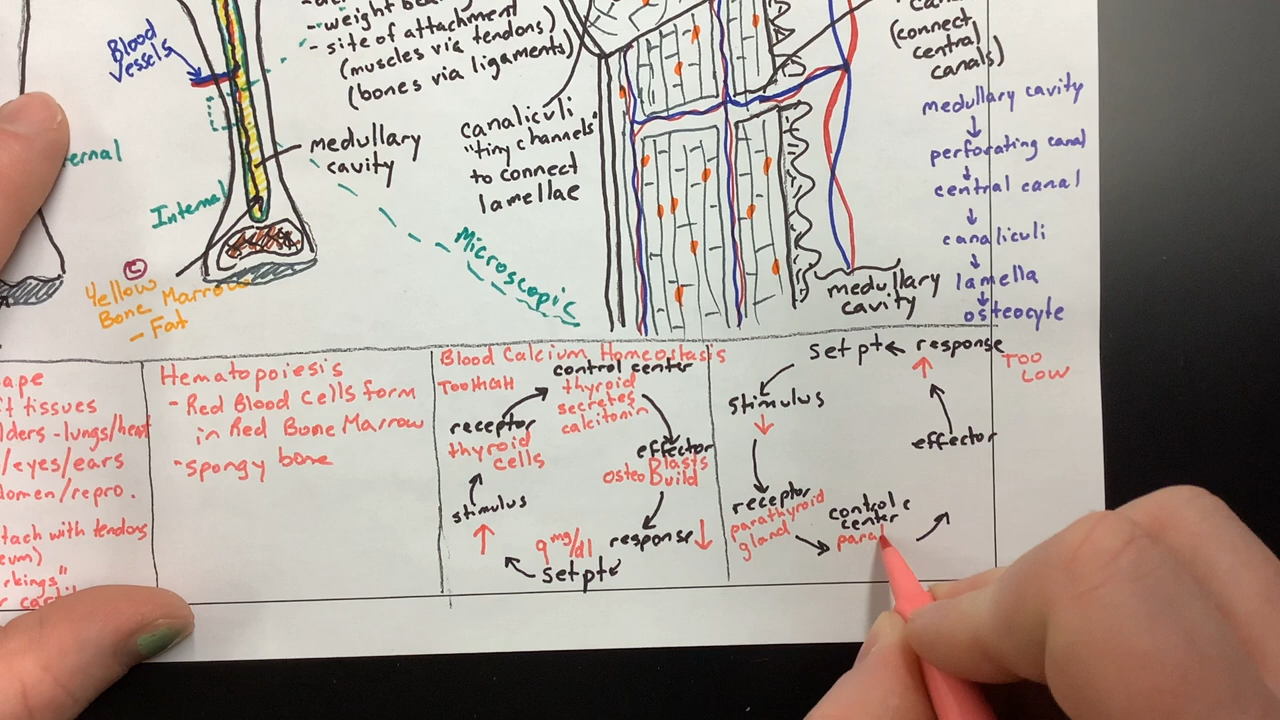 - weight
- site of attachment
(muscles via tendons)
(bones via ligaments)
Blood
Vessels
medullary
cavity
Internal
Yellow
Bone Marrow
- Fat
Microscopic
canaliculi
"tiny channels"
to connect
lamellae
(connect
central
canals)
medullary cavity
↓
perforating canal
↓
central canal
↓
canaliculi
↓
lamella
↓
osteocyte
medullary
cavity
ape
tissues
lders - lungs/heart
/eyes/ears
domen/repro.
tach with tendons
eum)
rkings"
Hematopoiesis
- Red Blood Cells form
in Red Bone Marrow
- spongy bone
Blood Calcium Homeostasis
TOO HIGH
control center
thyroid
secretes
calcitonin
receptor
thyroid
cells
effector
osteoBlasts
Build
stimulus
↑
response ↓
9 mg/dl
set pt
set pt ← response
↑
TOO
LOW
stimulus
↓
effector
receptor
parathyroid
gland
control
center
para